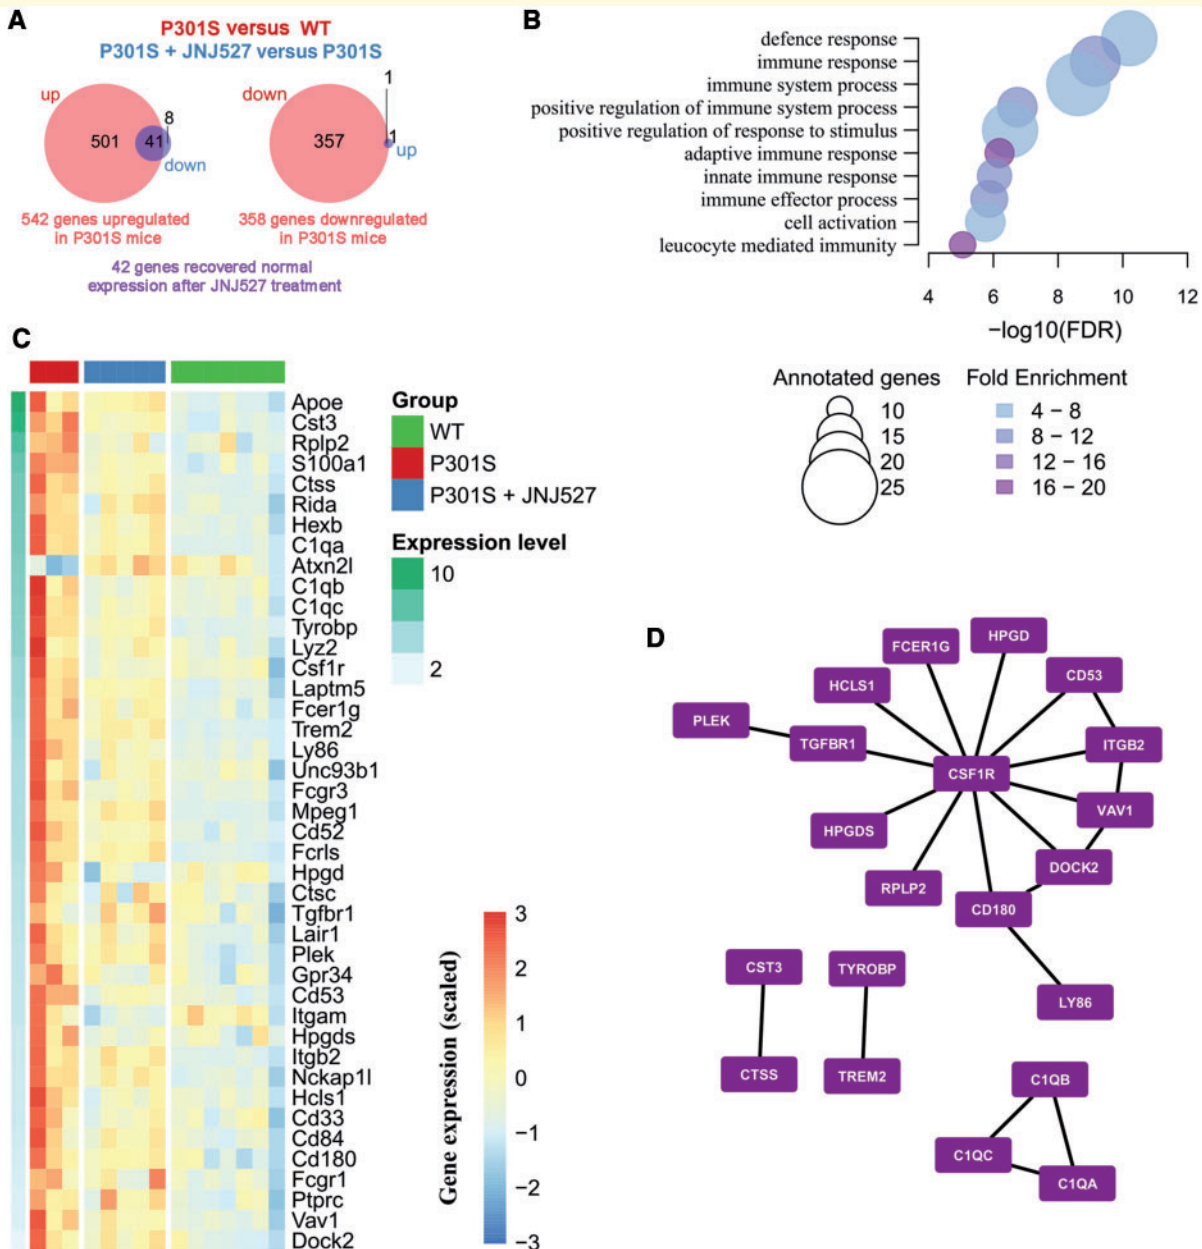 A
P301S versus WT
P301S + JNJ527 versus P301S
up
501
41
8
down
down
357
1
1
up
542 genes upregulated
in P301S mice
358 genes downregulated
in P301S mice
42 genes recovered normal
expression after JNJ527 treatment
B
defence response
immune response
immune system process
positive regulation of immune system process
positive regulation of response to stimulus
adaptive immune response
innate immune response
immune effector process
cell activation
leucocyte mediated immunity
4 6 8 10 12
−log10(FDR)
Annotated genes
10
15
20
25
Fold Enrichment
4 − 8
8 − 12
12 − 16
16 − 20
C
Apoe
Cst3
Rplp2
S100a1
Ctss
Rida
Hexb
C1qa
Atxn2l
C1qb
C1qc
Tyrobp
Lyz2
Csf1r
Laptm5
Fcer1g
Trem2
Ly86
Unc93b1
Fcgr3
Mpeg1
Cd52
Fcrls
Hpgd
Ctsc
Tgfbr1
Lair1
Plek
Gpr34
Cd53
Itgam
Hpgds
Itgb2
Nckap1l
Hcls1
Cd33
Cd84
Cd180
Fcgr1
Ptprc
Vav1
Dock2
Group
WT
P301S
P301S + JNJ527
Expression level
10
2
Gene expression (scaled)
3
2
1
0
−1
−2
−3
D
FCER1G
HPGD
HCLS1
CD53
PLEK
TGFBR1
ITGB2
CSF1R
VAV1
HPGDS
DOCK2
RPLP2
CD180
CST3
TYROBP
LY86
CTSS
TREM2
C1QB
C1QC
C1QA